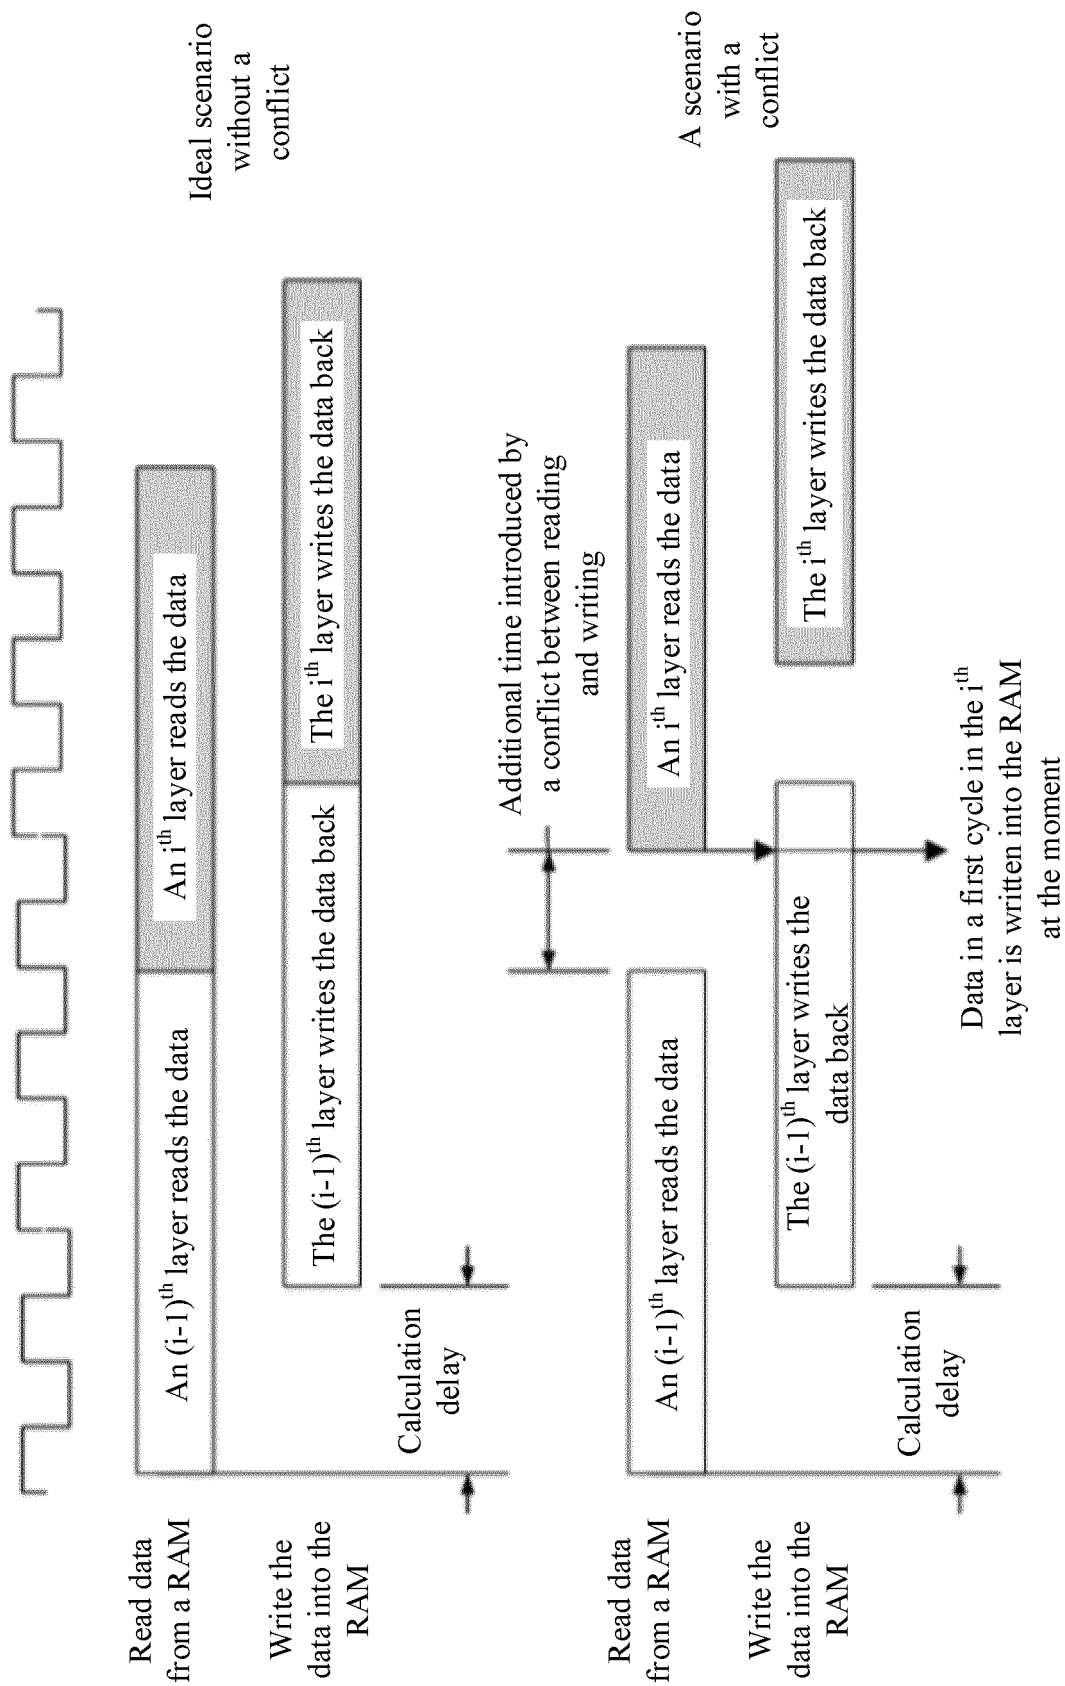 Read data
from a RAM
An (i-1)th layer reads the data
An ith layer reads the data
Ideal scenario
without a
conflict
Write the
data into the
RAM
The (i-1)th layer writes the data back
The ith layer writes the data back
Calculation
delay
Additional time introduced by
a conflict between reading
and writing
Read data
from a RAM
An (i-1)th layer reads the data
An ith layer reads the data
A scenario
with a
conflict
Write the
data into the
RAM
The (i-1)th layer writes the
data back
The ith layer writes the data back
Calculation
delay
Data in a first cycle in the ith
layer is written into the RAM
at the moment